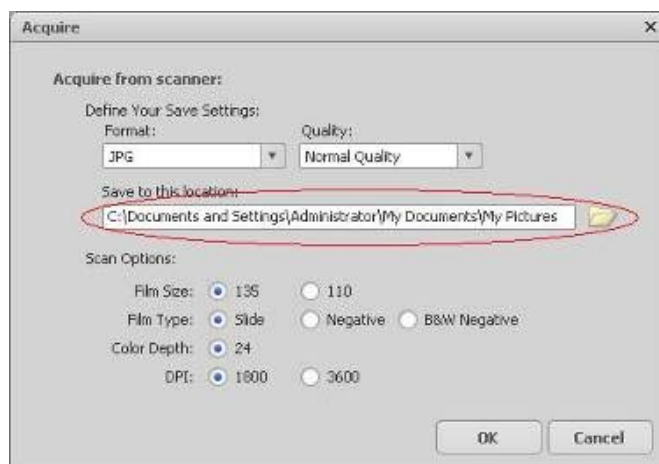 Acquire
Acquire from scanner:
Define Your Save Settings:
Format: Quality:
JPG Normal Quality
Save to this location:
C:\Documents and Settings\Administrator\My Documents\My Pictures
Scan Options:
Film Size: 135 110
Film Type: Slide Negative B&W Negative
Color Depth: 24
DPI: 1800 3600
OK Cancel